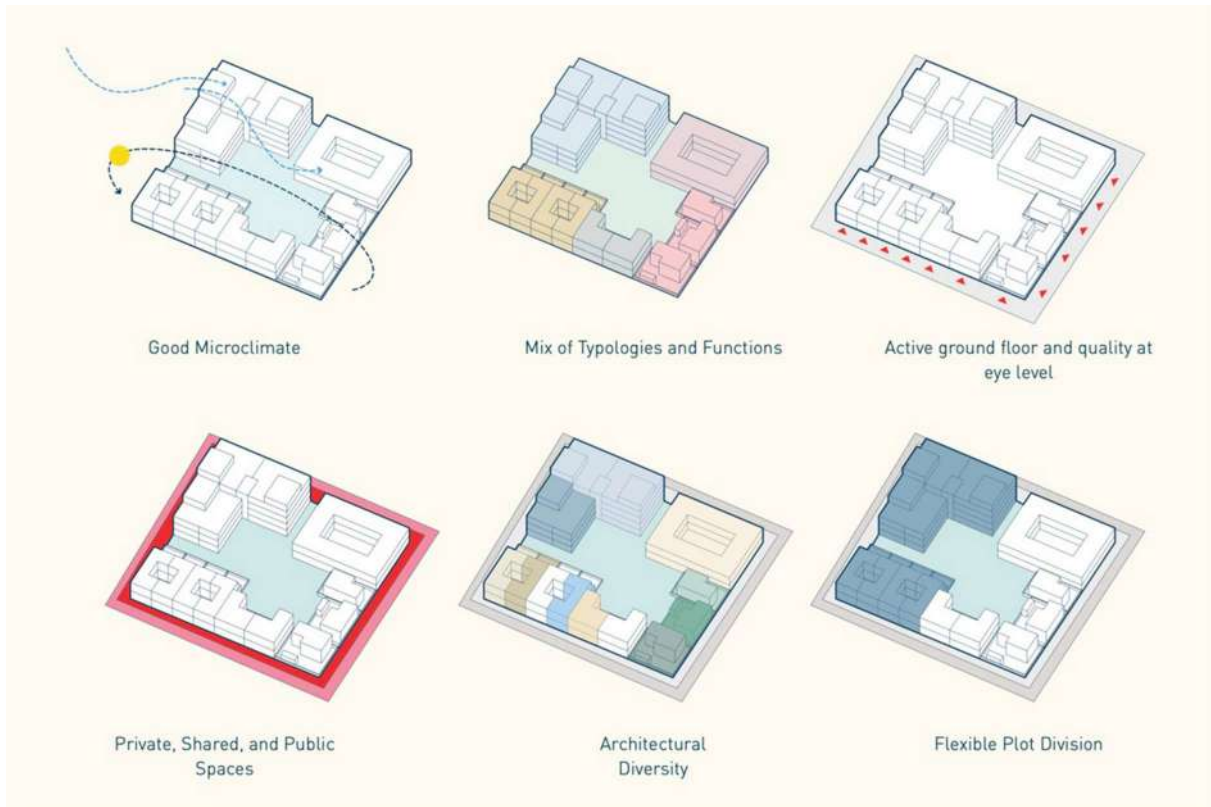 Good Microclimate
Mix of Typologies and Functions
Active ground floor and quality at
eye level
Private, Shared, and Public
Spaces
Architectural
Diversity
Flexible Plot Division